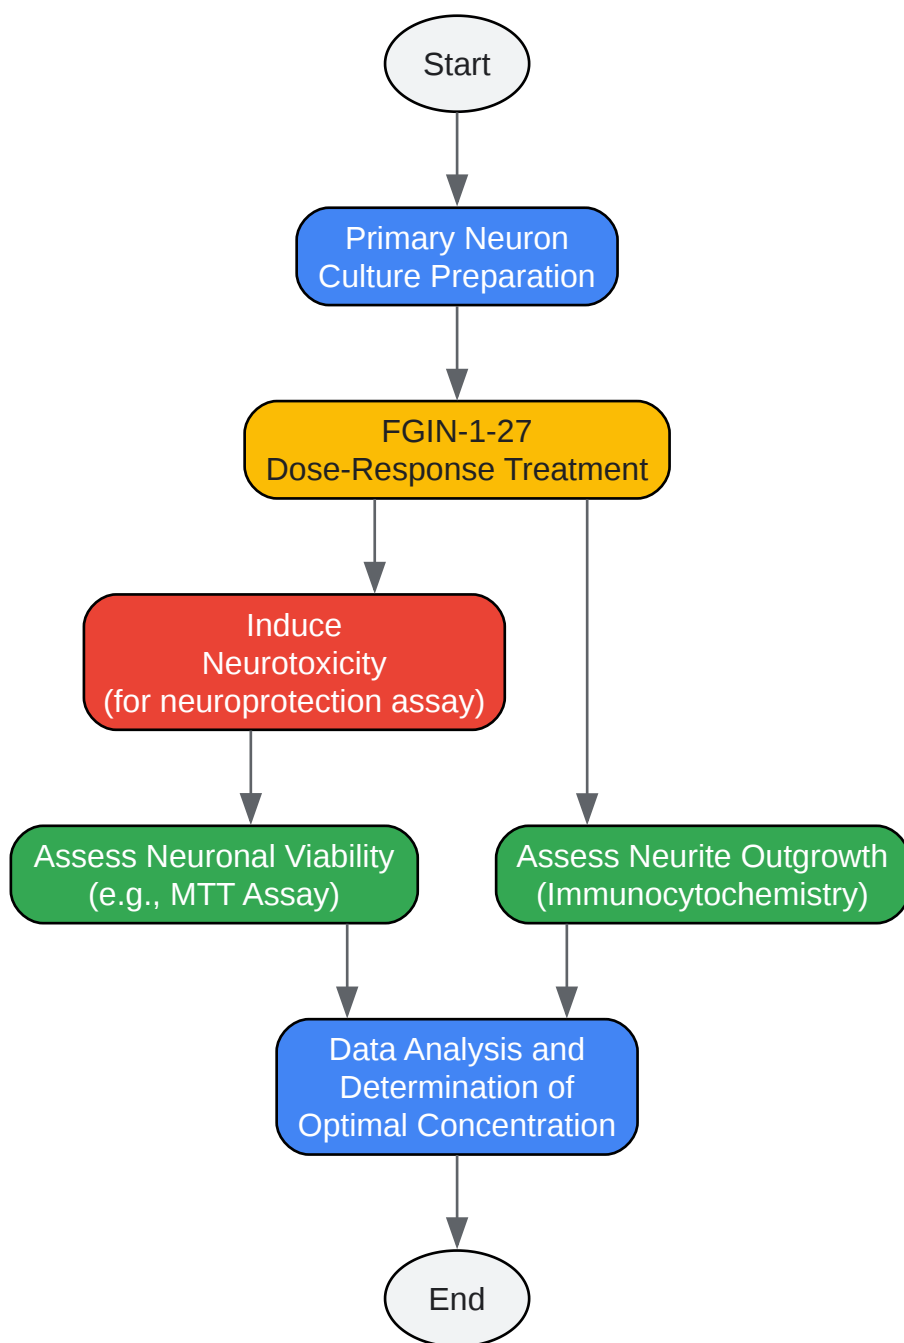 Start
Primary Neuron
Culture Preparation
FGIN-1-27
Dose-Response Treatment
Induce
Neurotoxicity
(for neuroprotection assay)
Assess Neuronal Viability
(e.g., MTT Assay)
Assess Neurite Outgrowth
(Immunocytochemistry)
Data Analysis and
Determination of
Optimal Concentration
End